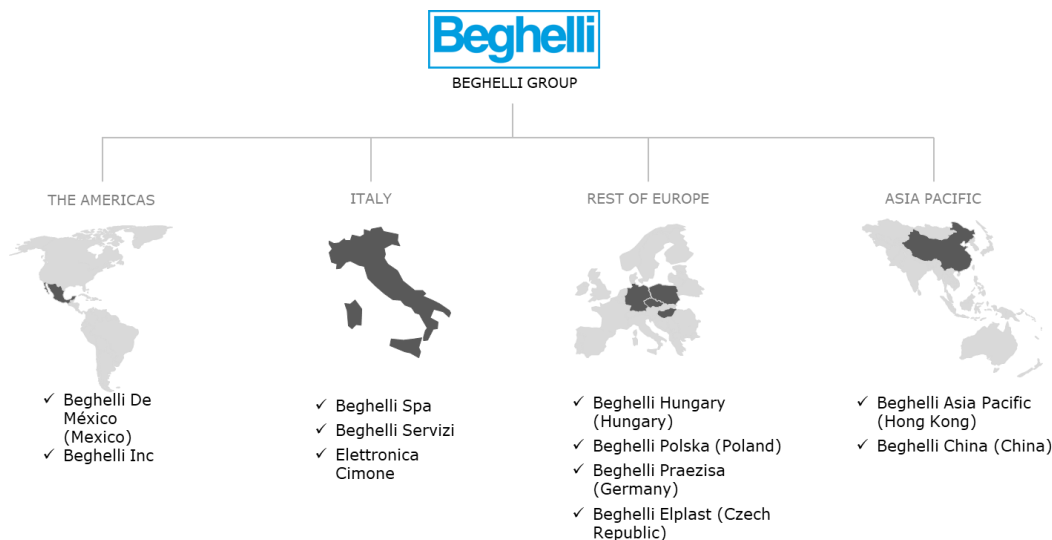 Beghelli
BEGHELLI GROUP
THE AMERICAS
ITALY
REST OF EUROPE
ASIA PACIFIC
✓ Beghelli De
México
(Mexico)
✓ Beghelli Inc
✓ Beghelli Spa
✓ Beghelli Servizi
✓ Elettronica
Cimone
✓ Beghelli Hungary
(Hungary)
✓ Beghelli Polska (Poland)
✓ Beghelli Praezisa
(Germany)
✓ Beghelli Elplast (Czech
Republic)
✓ Beghelli Asia Pacific
(Hong Kong)
✓ Beghelli China (China)